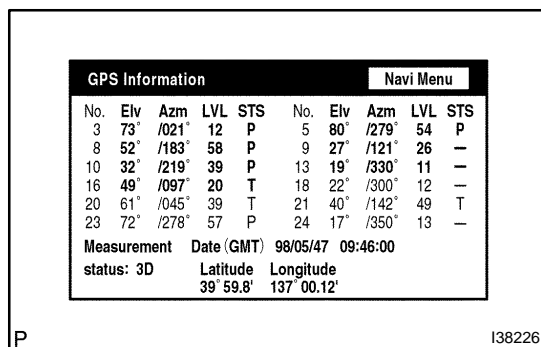 GPS Information Navi Menu
No. Elv Azm LVL STS No. Elv Azm LVL STS
3 73° /021° 12 P 5 80° /279° 54 P
8 52° /183° 58 P 9 27° /121° 26 —
10 32° /219° 39 P 13 19° /330° 11 —
16 49° /097° 20 T 18 22° /300° 12 —
20 61° /045° 39 T 21 40° /142° 49 T
23 72° /278° 57 P 24 17° /350° 13 —
Measurement Date (GMT) 98/05/47 09:46:00
status: 3D Latitude Longitude
39° 59.8' 137° 00.12'
P I38226